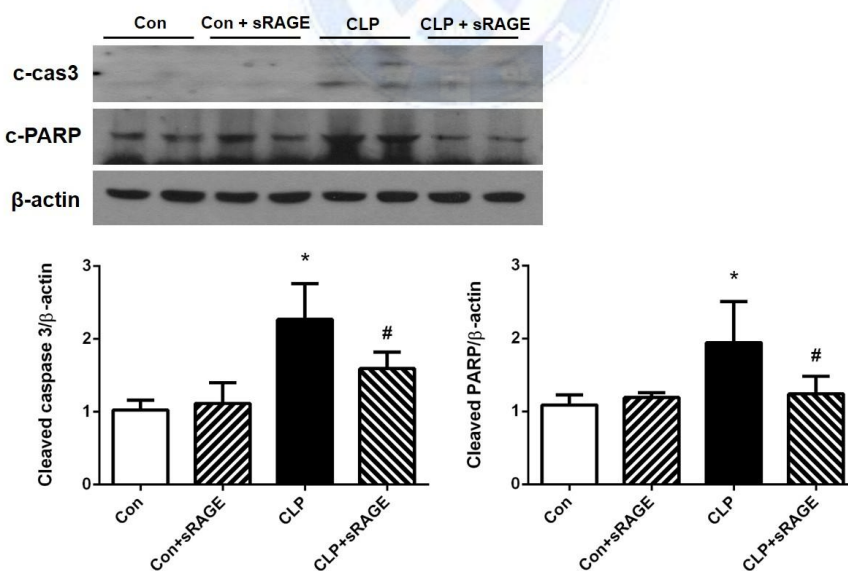 Con Con + sRAGE CLP CLP + sRAGE
c-cas3
c-PARP
β-actin
Cleaved caspase 3/β-actin
3
2
1
0
*
#
Con
Con+sRAGE
CLP
CLP+sRAGE
Cleaved PARP/β-actin
3
2
1
0
*
#
Con
Con+sRAGE
CLP
CLP+sRAGE